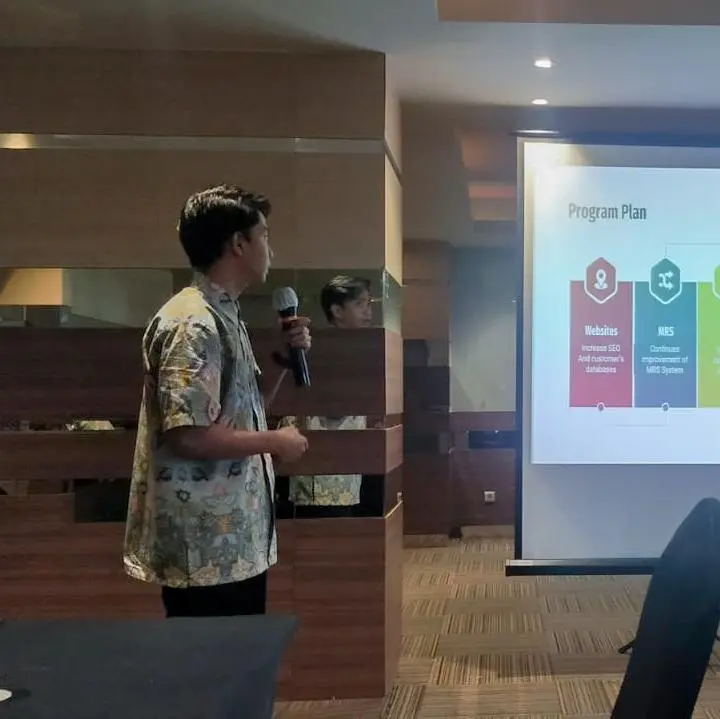 Program Plan
Websites
Increase SEO
And customer's
databases
MRS
Continues
improvement of
MRS System